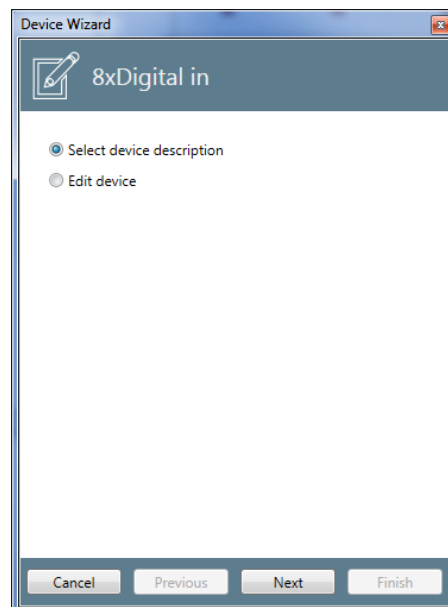 Device Wizard
8xDigital in
Select device description
Edit device
Cancel Previous Next Finish